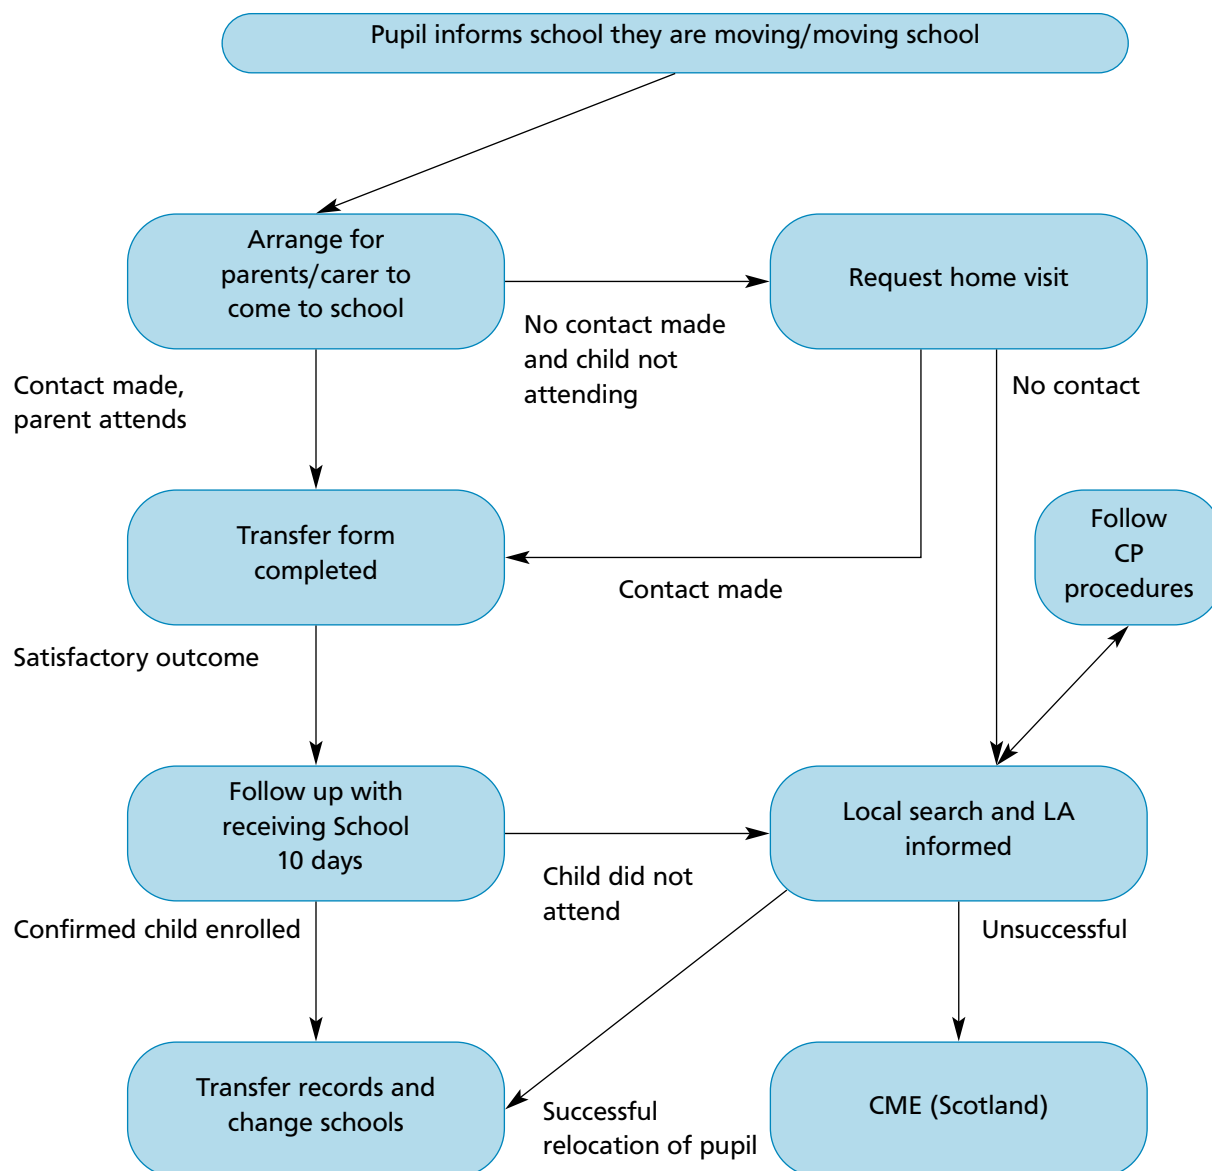 Pupil informs school they are moving/moving school
Arrange for
parents/carer to
come to school
Request home visit
No contact made
and child not
attending
Contact made,
parent attends
No contact
Transfer form
completed
Contact made
Follow
CP
procedures
Satisfactory outcome
Follow up with
receiving School
10 days
Local search and LA
informed
Child did not
attend
Confirmed child enrolled
Unsuccessful
Transfer records and
change schools
Successful
relocation of pupil
CME (Scotland)